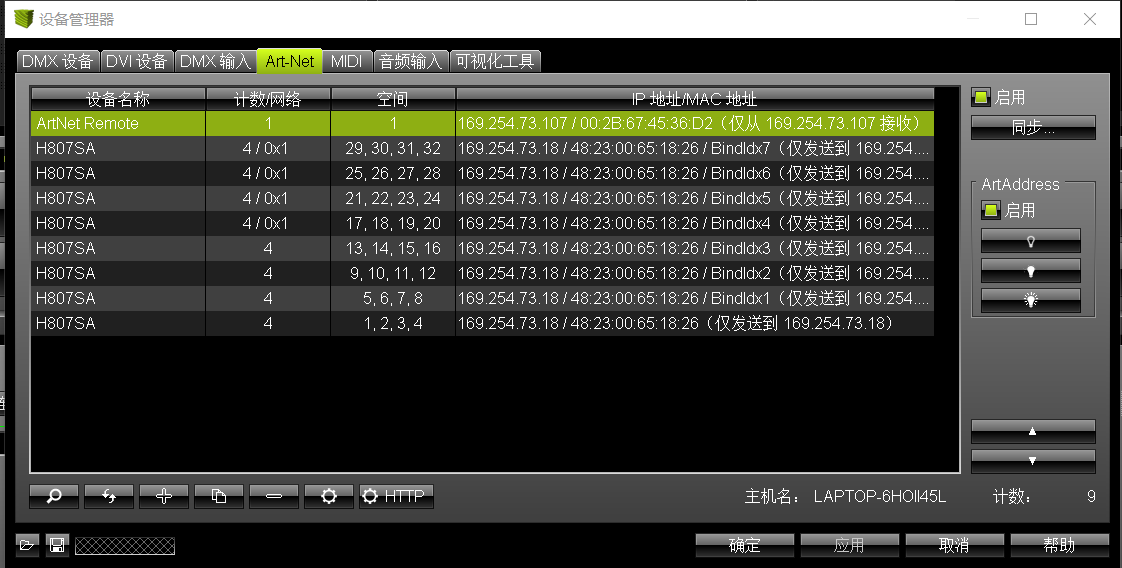 设备管理器
DMX 设备 DVI 设备 DMX 输入 Art-Net MIDI 音频输入 可视化工具
设备名称 计数/网络 空间 IP 地址/MAC 地址
ArtNet Remote 1 1 169.254.73.107 / 00:2B:67:45:36:D2（仅从 169.254.73.107 接收）
H807SA 4 / 0x1 29, 30, 31, 32 169.254.73.18 / 48:23:00:65:18:26 / BindIdx7（仅发送到 169.254....
H807SA 4 / 0x1 25, 26, 27, 28 169.254.73.18 / 48:23:00:65:18:26 / BindIdx6（仅发送到 169.254....
H807SA 4 / 0x1 21, 22, 23, 24 169.254.73.18 / 48:23:00:65:18:26 / BindIdx5（仅发送到 169.254....
H807SA 4 / 0x1 17, 18, 19, 20 169.254.73.18 / 48:23:00:65:18:26 / BindIdx4（仅发送到 169.254....
H807SA 4 13, 14, 15, 16 169.254.73.18 / 48:23:00:65:18:26 / BindIdx3（仅发送到 169.254....
H807SA 4 9, 10, 11, 12 169.254.73.18 / 48:23:00:65:18:26 / BindIdx2（仅发送到 169.254....
H807SA 4 5, 6, 7, 8 169.254.73.18 / 48:23:00:65:18:26 / BindIdx1（仅发送到 169.254....
H807SA 4 1, 2, 3, 4 169.254.73.18 / 48:23:00:65:18:26（仅发送到 169.254.73.18）
启用
同步...
ArtAddress
启用
HTTP
主机名： LAPTOP-6HOII45L 计数： 9
确定 应用 取消 帮助